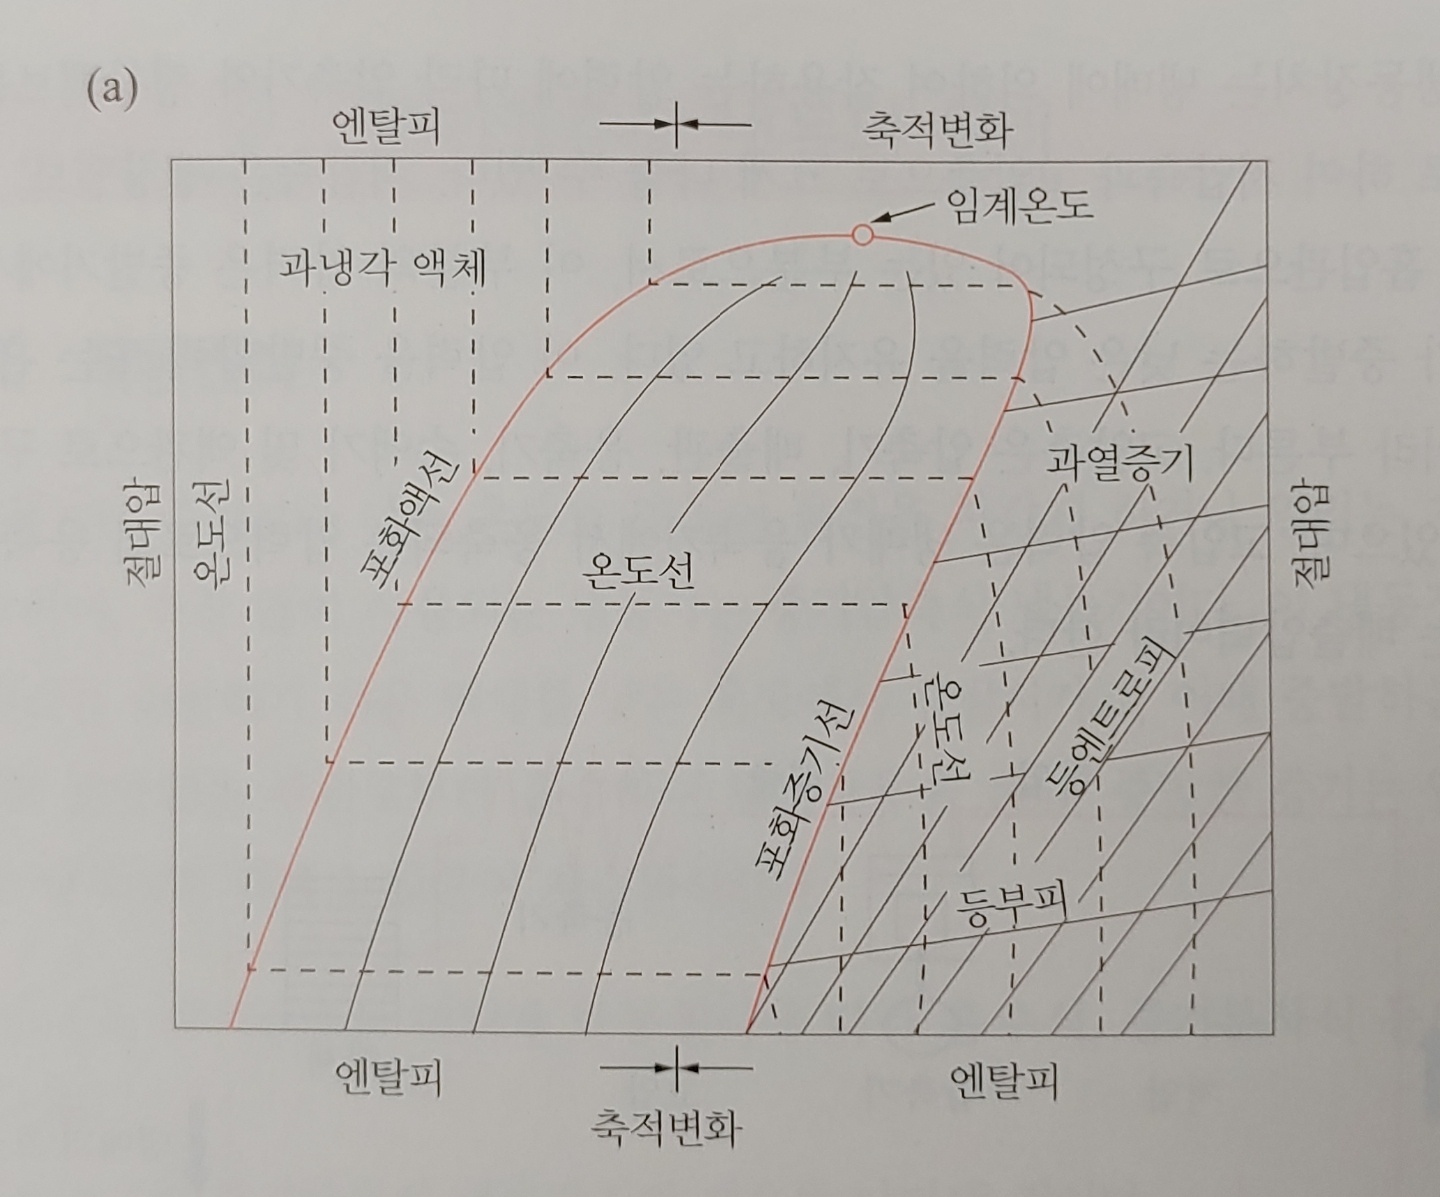 (a)
엔탈피
축적변화
임계온도
과냉각 액체
과열증기
포화액선
절대압
온도선
온도선
절대압
온도선
등엔트로피
포화증기선
등부피
엔탈피
축적변화
엔탈피